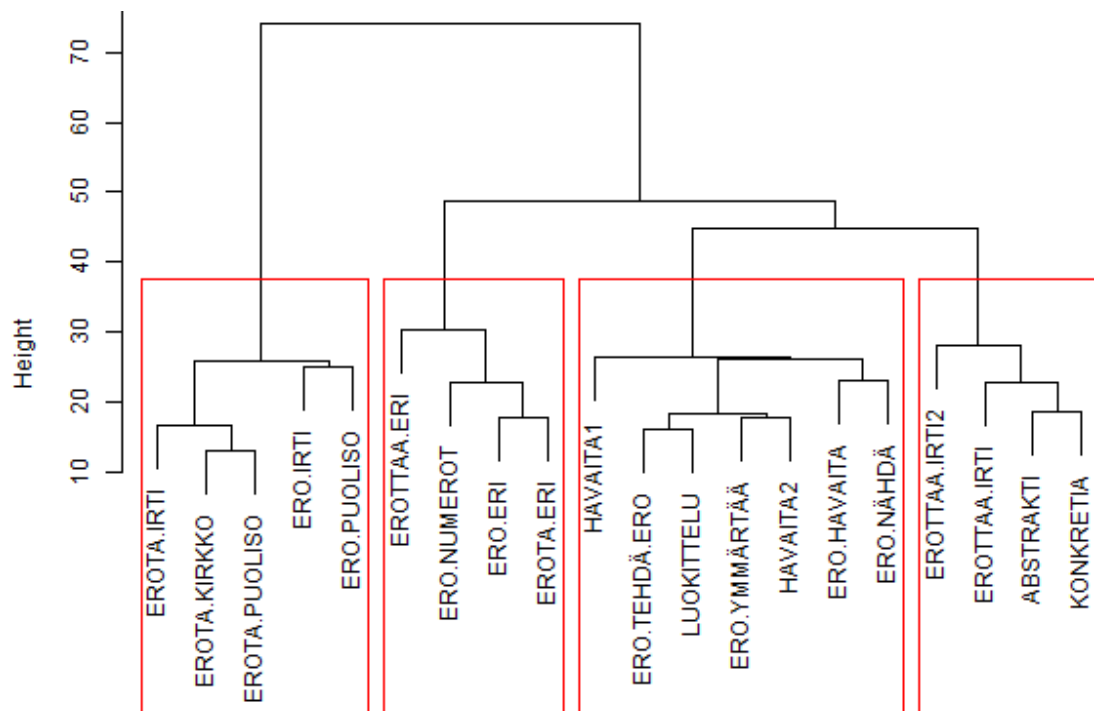 70
60
50
40
30
20
10
Height
EROTA.IRTI
EROTA.KIRKKO
EROTA.PUOLISO
ERO.IRTI
ERO.PUOLISO
EROTTAA.ERI
ERO.NUMEROT
ERO.ERI
EROTA.ERI
HAVAITA1
ERO.TEHDÄ.ERO
LUOKITTELU
ERO.YMMÄRTÄÄ
HAVAITA2
ERO.HAVAITA
ERO.NÄHDÄ
EROTTAA.IRTI2
EROTTAA.IRTI
ABSTRAKTI
KONKRETIA